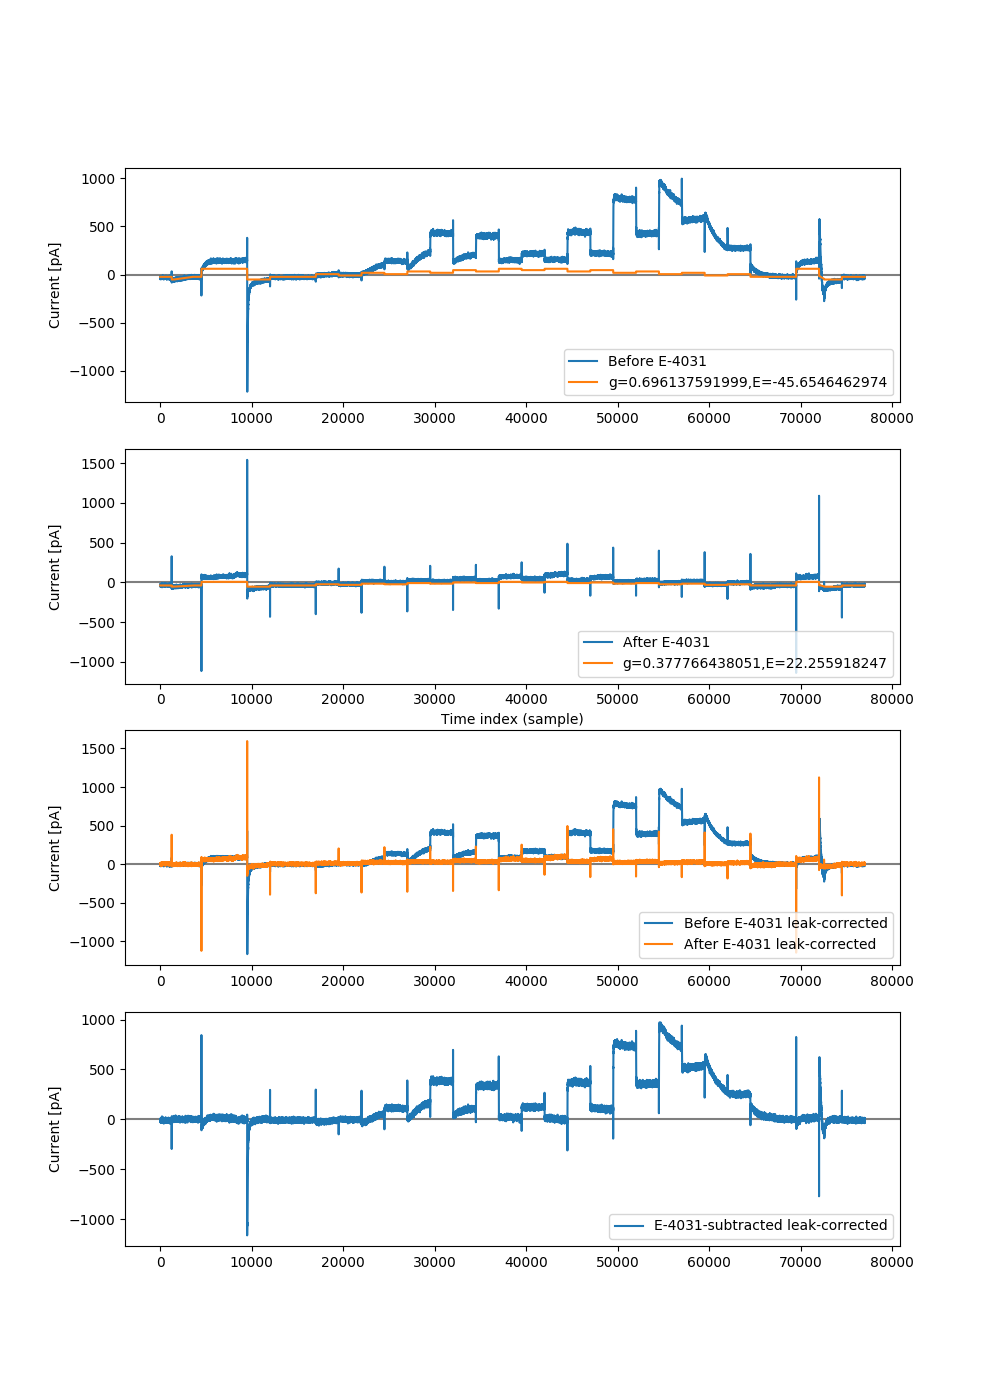 1000
500
0
−500
−1000
Current [pA]
Before E-4031
g=0.696137591999,E=-45.6546462974
0 10000 20000 30000 40000 50000 60000 70000 80000
1500
1000
500
0
−500
−1000
Current [pA]
After E-4031
g=0.377766438051,E=22.255918247
0 10000 20000 30000 40000 50000 60000 70000 80000
Time index (sample)
1500
1000
500
0
−500
−1000
Current [pA]
Before E-4031 leak-corrected
After E-4031 leak-corrected
0 10000 20000 30000 40000 50000 60000 70000 80000
1000
500
0
−500
−1000
Current [pA]
E-4031-subtracted leak-corrected
0 10000 20000 30000 40000 50000 60000 70000 80000